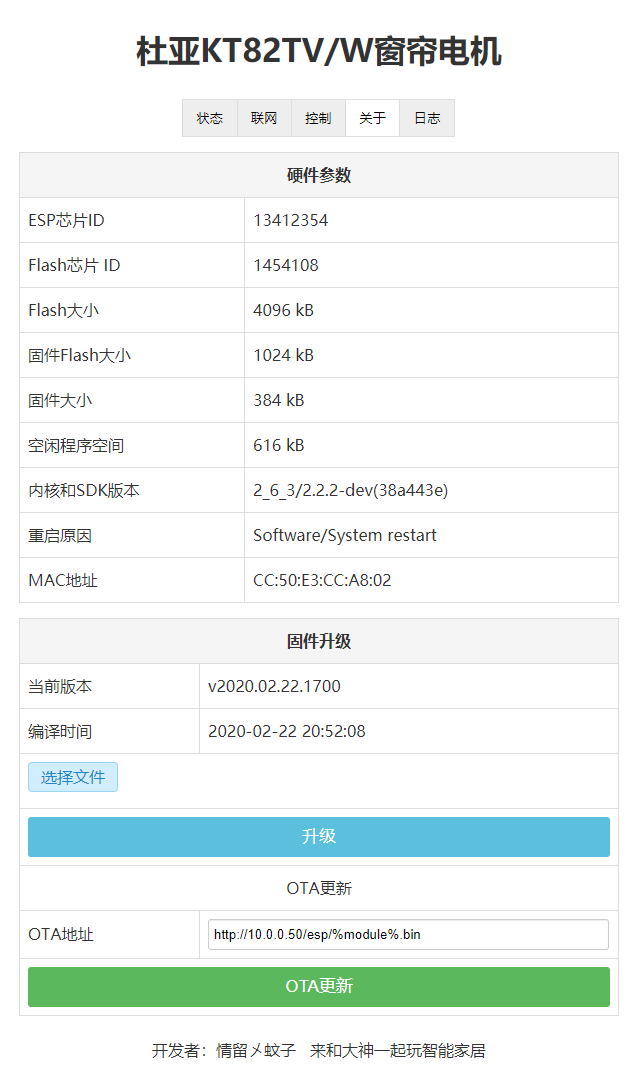 杜亚KT82TV/W窗帘电机
状态 联网 控制 关于 日志
硬件参数
ESP芯片ID 13412354
Flash芯片 ID 1454108
Flash大小 4096 kB
固件Flash大小 1024 kB
固件大小 384 kB
空闲程序空间 616 kB
内核和SDK版本 2_6_3/2.2.2-dev(38a443e)
重启原因 Software/System restart
MAC地址 CC:50:E3:CC:A8:02
固件升级
当前版本 v2020.02.22.1700
编译时间 2020-02-22 20:52:08
选择文件
升级
OTA更新
OTA地址 http://10.0.0.50/esp/%module%.bin
OTA更新
开发者：情留メ蚊子 来和大神一起玩智能家居